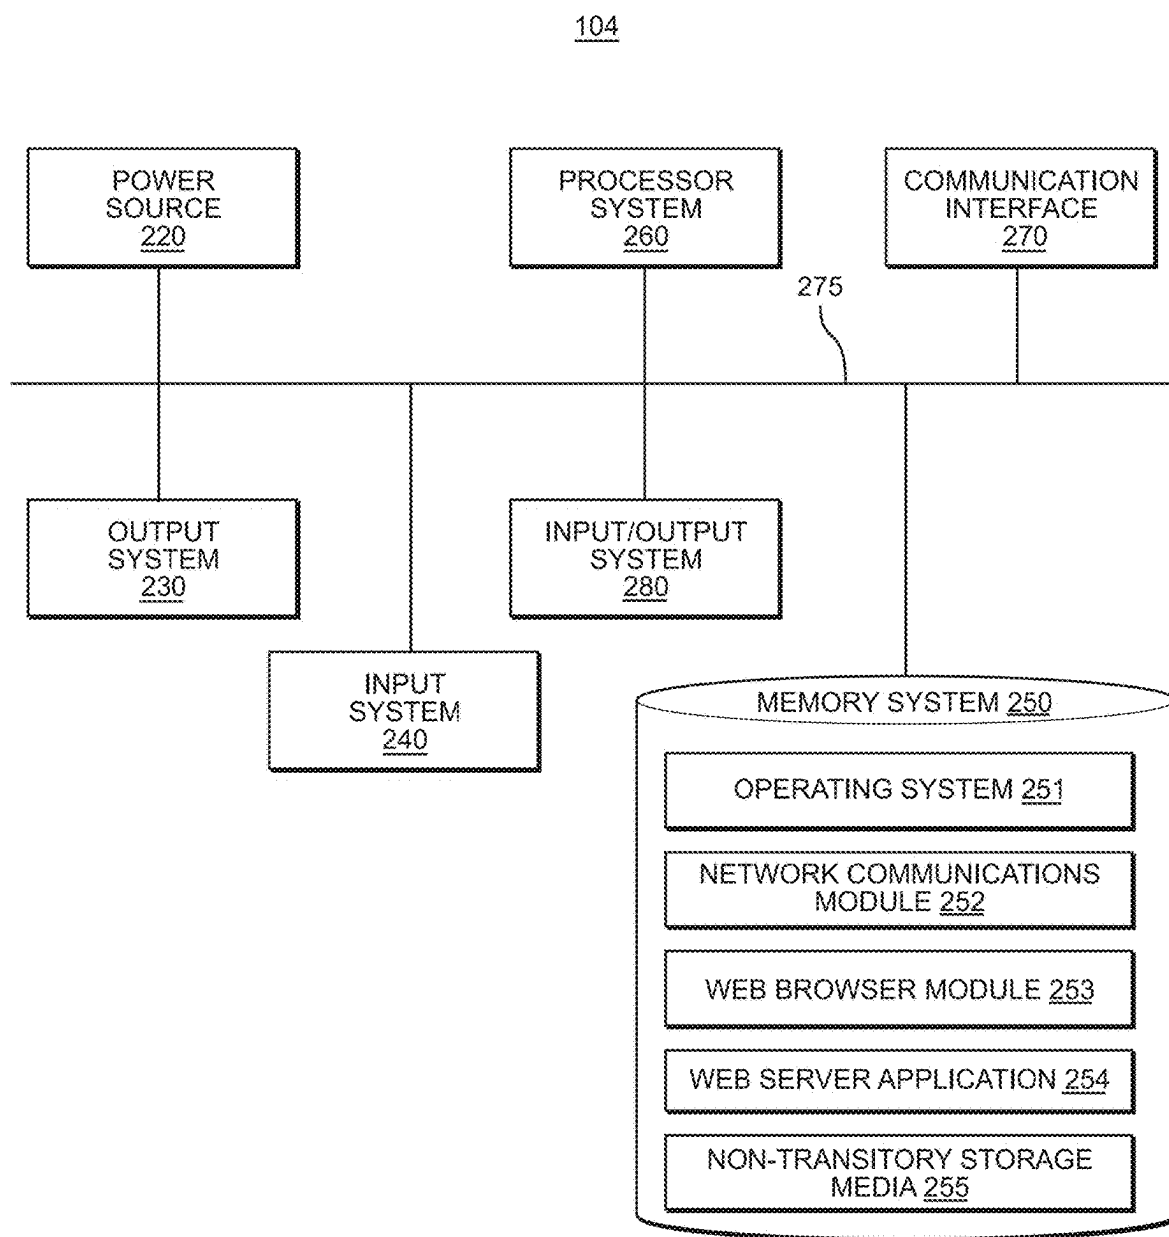 104
POWER
SOURCE
220
PROCESSOR
SYSTEM
260
COMMUNICATION
INTERFACE
270
275
OUTPUT
SYSTEM
230
INPUT/OUTPUT
SYSTEM
280
INPUT
SYSTEM
240
MEMORY SYSTEM 250
OPERATING SYSTEM 251
NETWORK COMMUNICATIONS
MODULE 252
WEB BROWSER MODULE 253
WEB SERVER APPLICATION 254
NON-TRANSITORY STORAGE
MEDIA 255